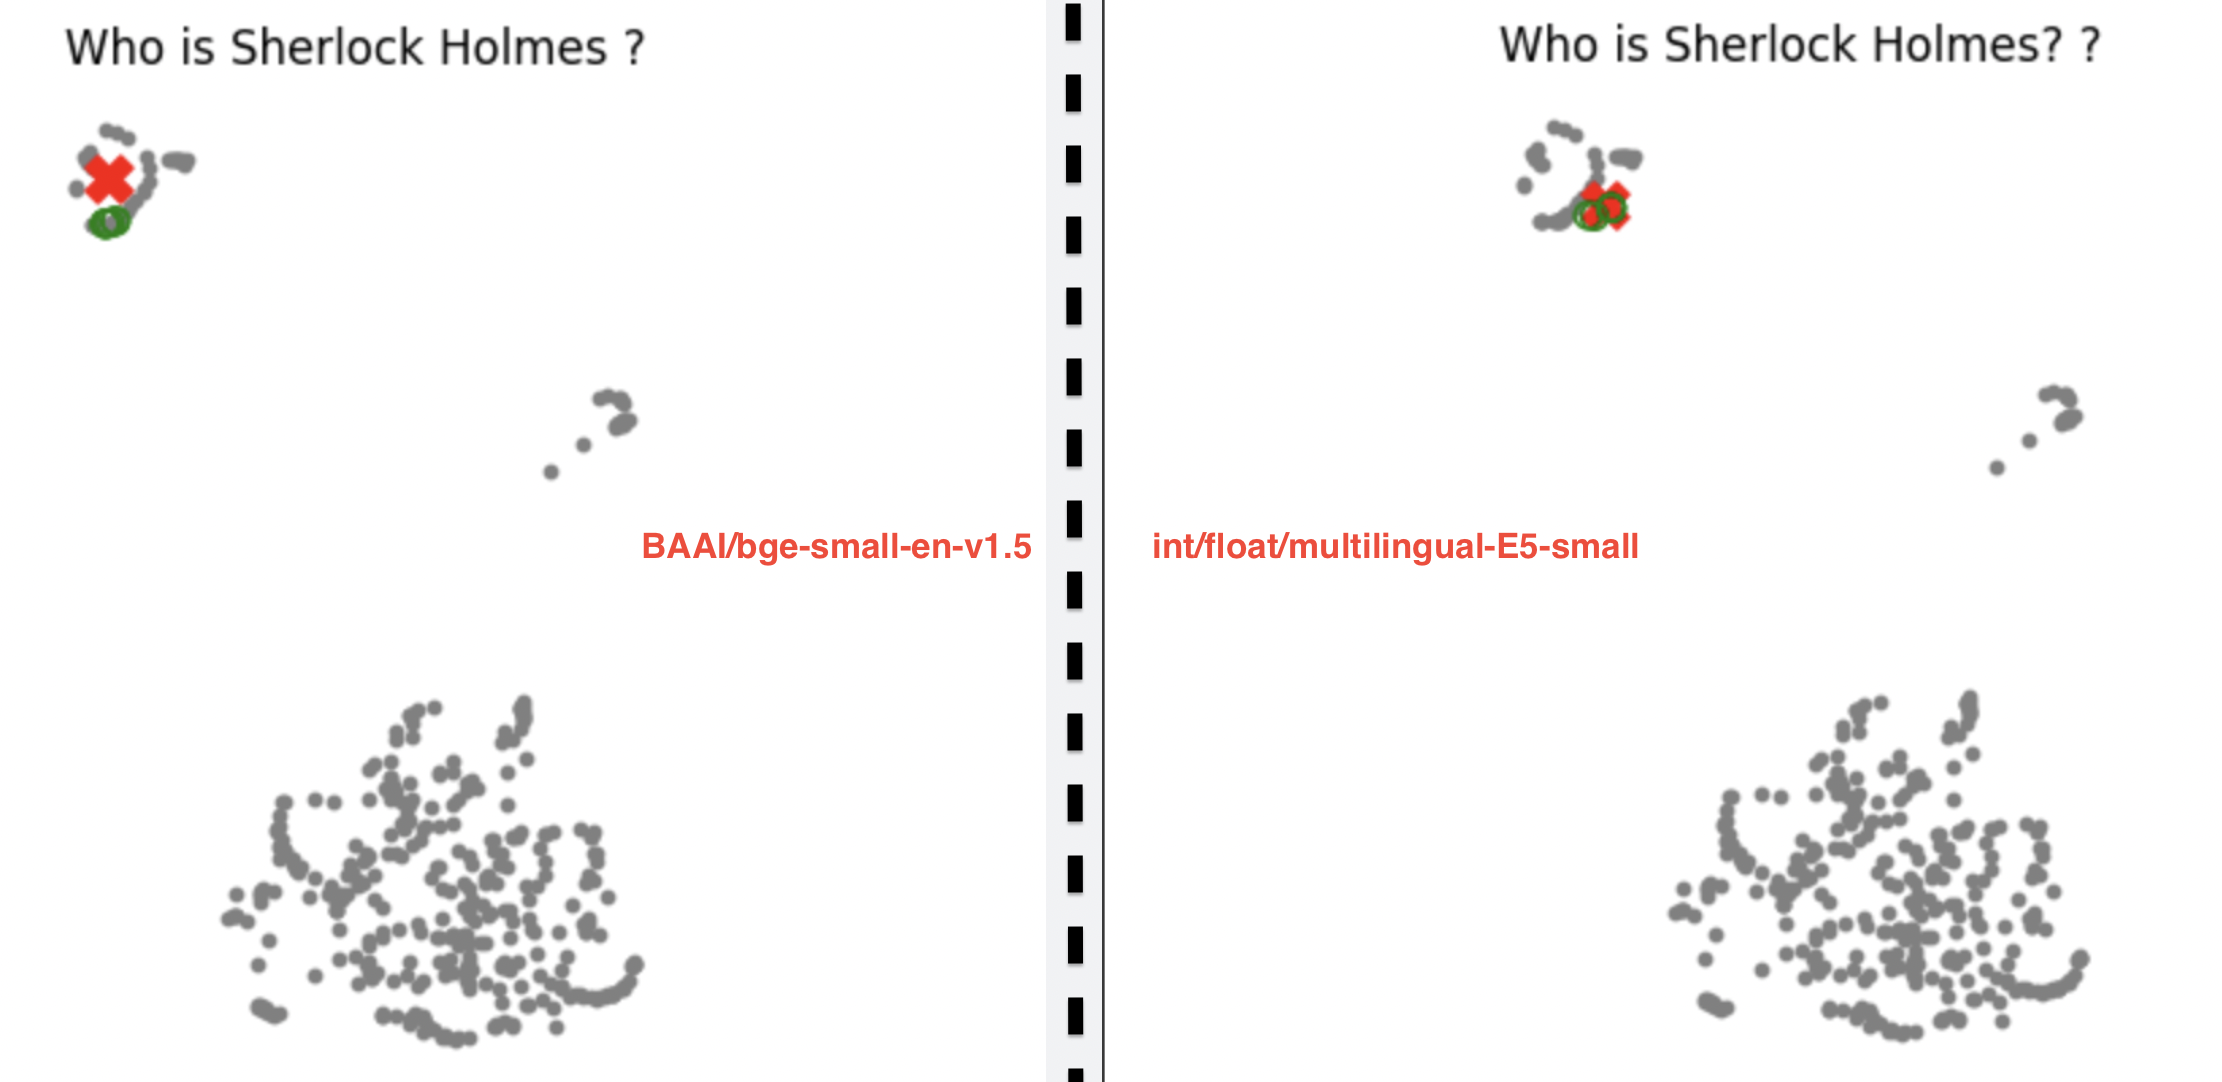 Who is Sherlock Holmes ?
Who is Sherlock Holmes? ?
BAAI/bge-small-en-v1.5
int/float/multilingual-E5-small